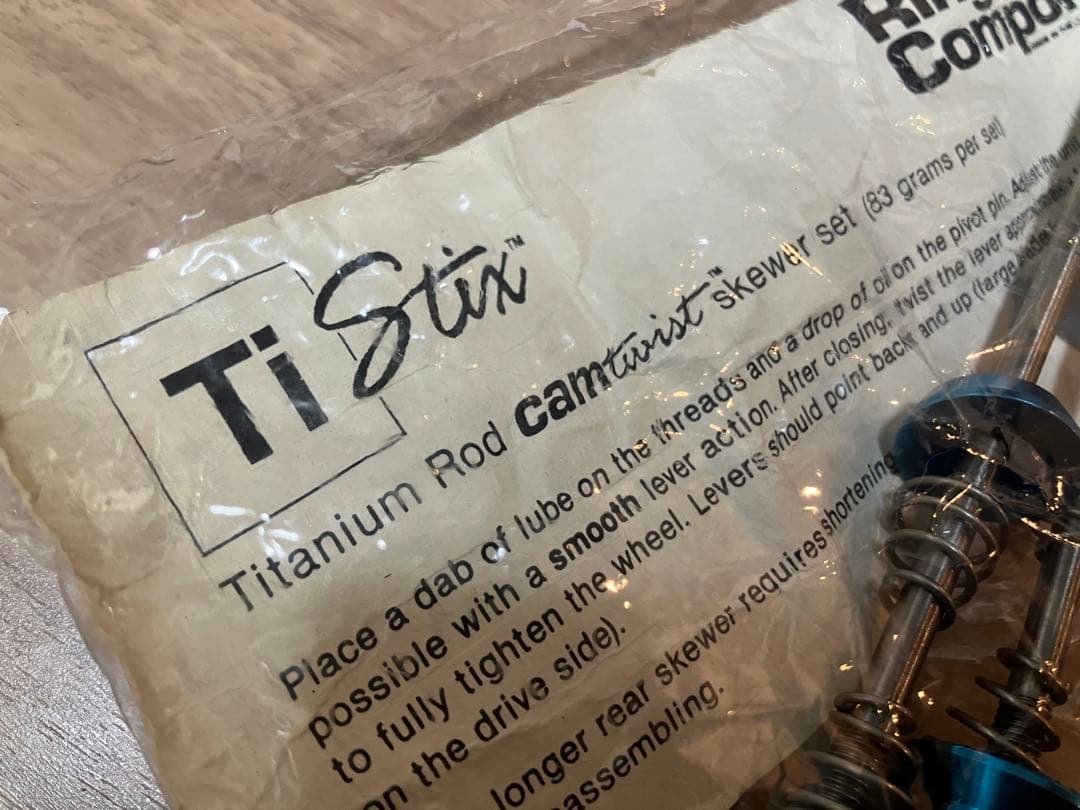 Ti Stix™
Titanium Rod camtwist™ skewer set (83 grams per set)
Place a dab of lube on the threads and a drop of oil on the pivot pin. Adjust the
possible with a smooth lever action. After closing, twist the lever
to fully tighten the wheel. Levers should point back and up (large
on the drive side).
longer rear skewer requires shortening
assembling.